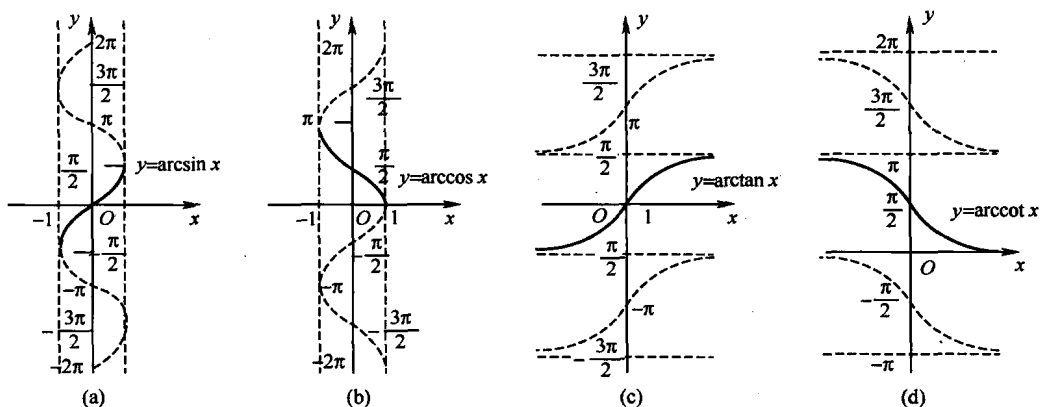 y
2π
3π/2
π
π/2
y=arcsin x
-1
O
1
x
-π/2
-π
-3π/2
-2π
(a)
y
2π
3π/2
π
π/2
y=arccos x
-1
O
1
x
-π/2
-π
-3π/2
-2π
(b)
y
3π/2
π
π/2
y=arctan x
O
1
x
π/2
-π
-3π/2
(c)
y
2π
3π/2
π
π/2
y=arccot x
O
x
-π/2
-π
(d)